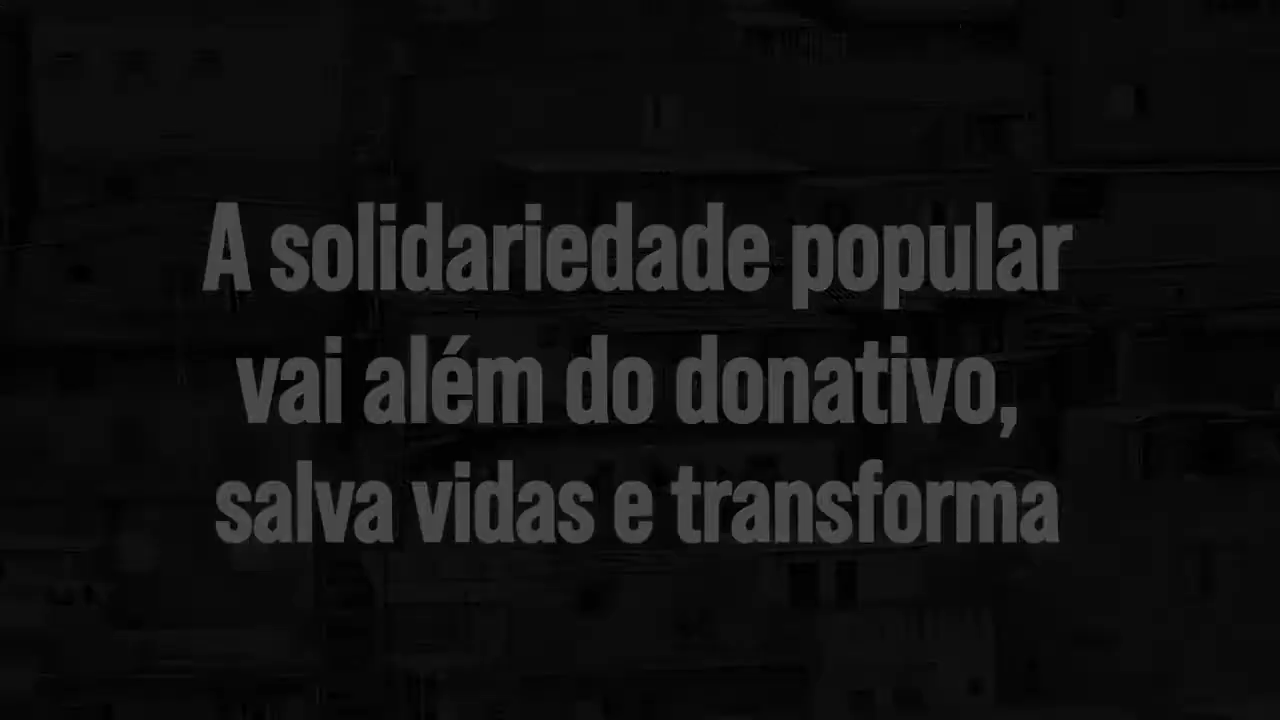 A solidariedade popular
vai além do donativo,
salva vidas e transforma